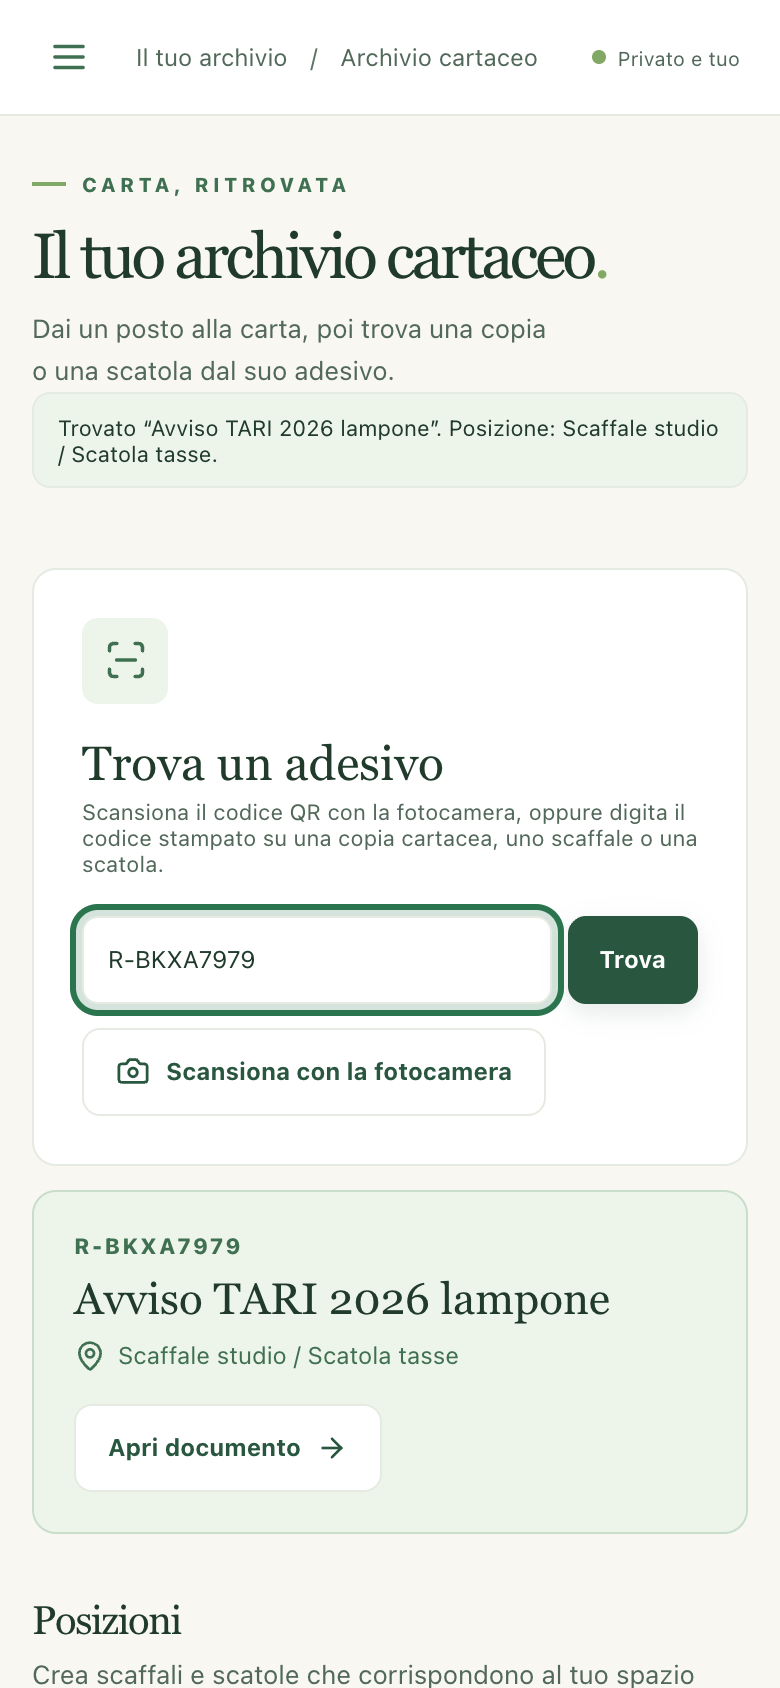 Il tuo archivio / Archivio cartaceo
Privato e tuo
CARTA, RITROVATA
Il tuo archivio cartaceo.
Dai un posto alla carta, poi trova una copia
o una scatola dal suo adesivo.
Trovato “Avviso TARI 2026 lampone”. Posizione: Scaffale studio
/ Scatola tasse.
Trova un adesivo
Scansiona il codice QR con la fotocamera, oppure digita il
codice stampato su una copia cartacea, uno scaffale o una
scatola.
R-BKXA7979
Trova
Scansiona con la fotocamera
R-BKXA7979
Avviso TARI 2026 lampone
Scaffale studio / Scatola tasse
Apri documento
Posizioni
Crea scaffali e scatole che corrispondono al tuo spazio